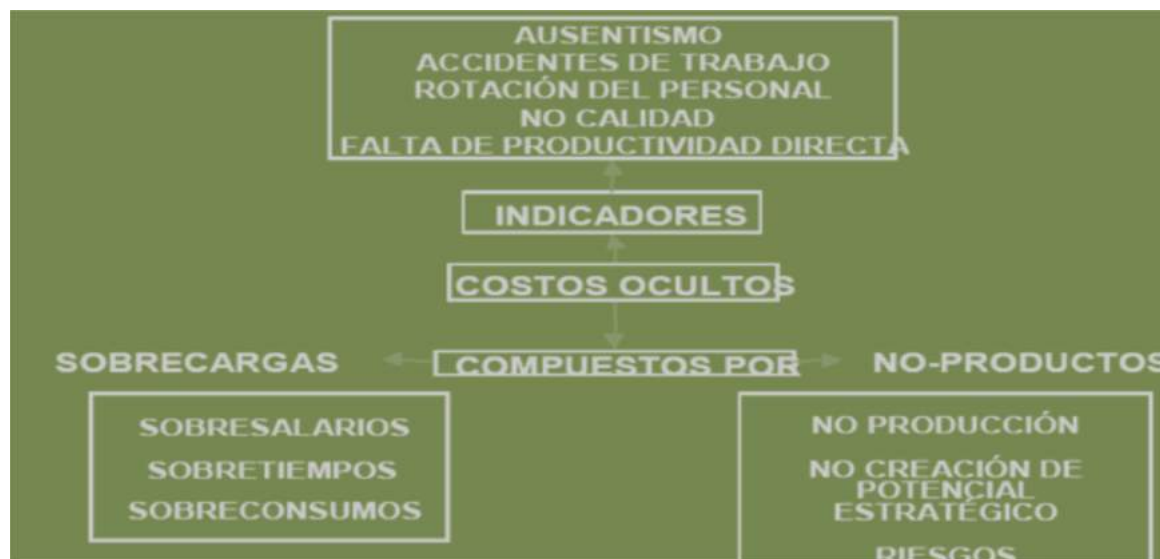 AUSENTISMO
ACCIDENTES DE TRABAJO
ROTACIÓN DEL PERSONAL
NO CALIDAD
FALTA DE PRODUCTIVIDAD DIRECTA
INDICADORES
COSTOS OCULTOS
COMPUESTOS POR
SOBRECARGAS
SOBRESALARIOS
SOBRETIEMPOS
SOBRECONSUMOS
NO-PRODUCTOS
NO PRODUCCIÓN
NO CREACIÓN DE
POTENCIAL
ESTRATÉGICO
RIESGOS